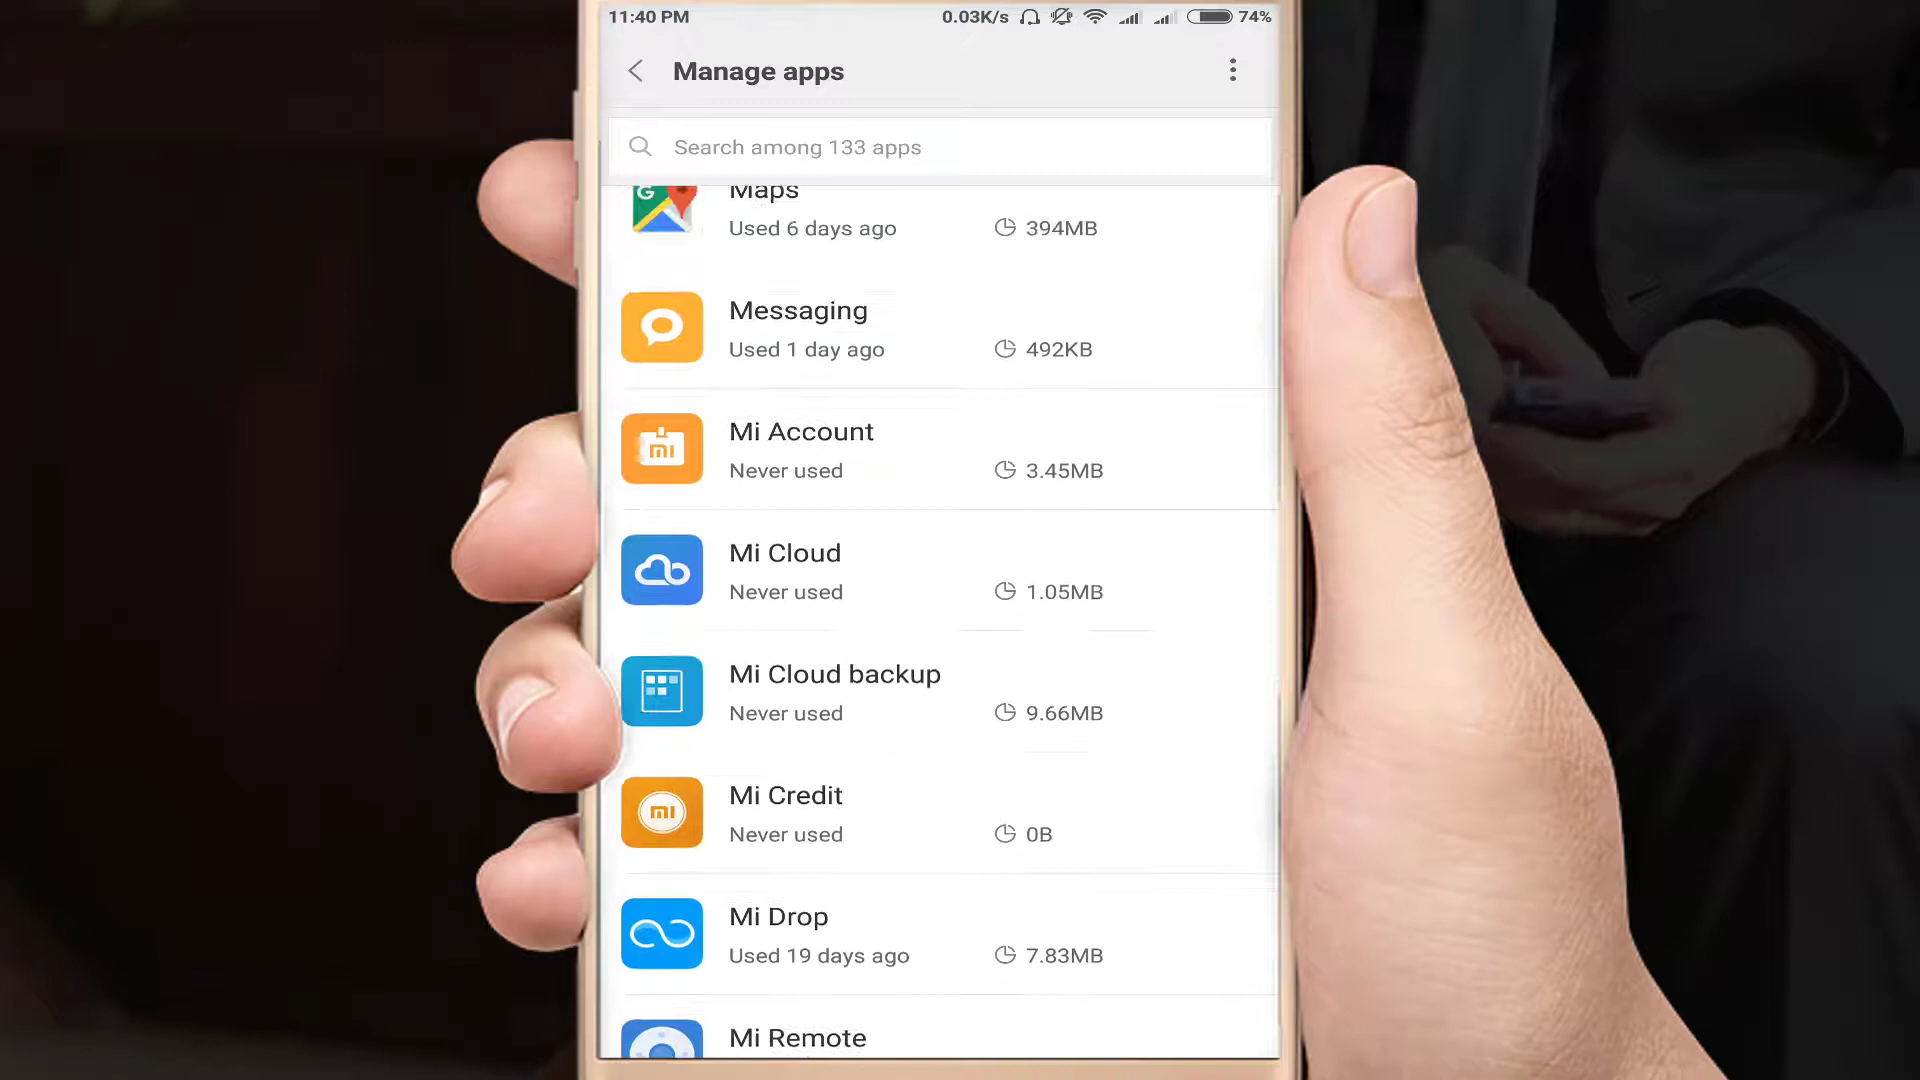 11:40 PM 0.03K/s 74%
Manage apps
Search among 133 apps
Maps
Used 6 days ago 394MB
Messaging
Used 1 day ago 492KB
Mi Account
Never used 3.45MB
Mi Cloud
Never used 1.05MB
Mi Cloud backup
Never used 9.66MB
Mi Credit
Never used 0B
Mi Drop
Used 19 days ago 7.83MB
Mi Remote